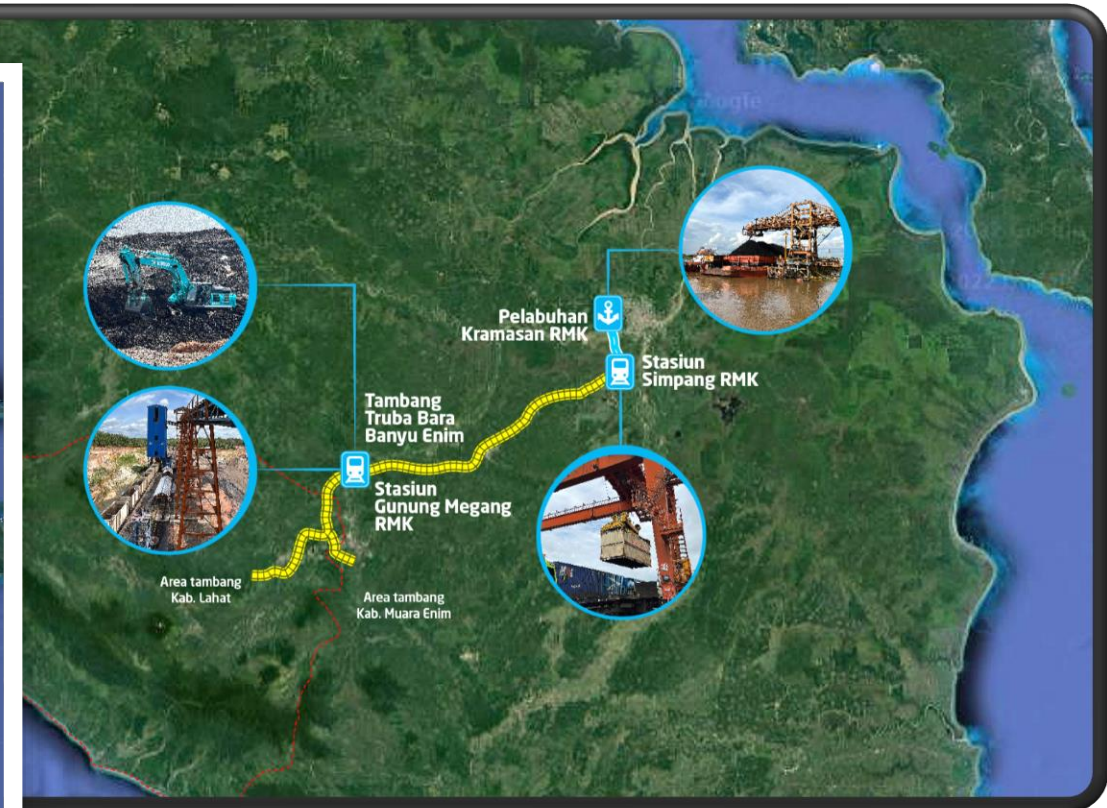 Pelabuhan
Kramasan RMK
Stasiun
Simpang RMK
Tambang
Truba Bara
Banyu Enim
Stasiun
Gunung Megang
RMK
Area tambang
Kab. Lahat
Area tambang
Kab. Muara Enim